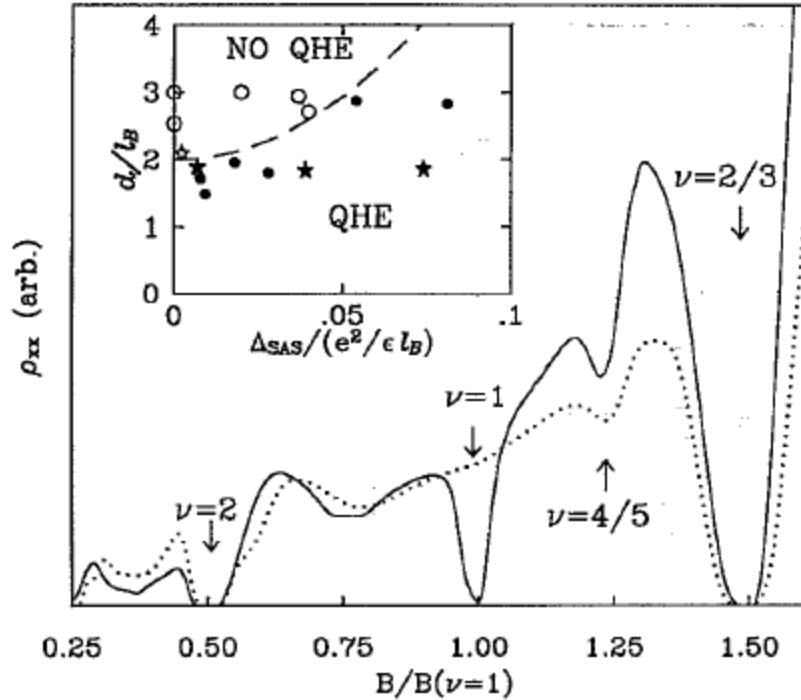 4
NO QHE
3
d/l_B
2
QHE
1
0
0 .05 .1
Δ_SAS/(e²/ϵl_B)
ν=2/3
ρ_xx (arb.)
ν=1
ν=2
ν=4/5
0.25 0.50 0.75 1.00 1.25 1.50
B/B(ν=1)